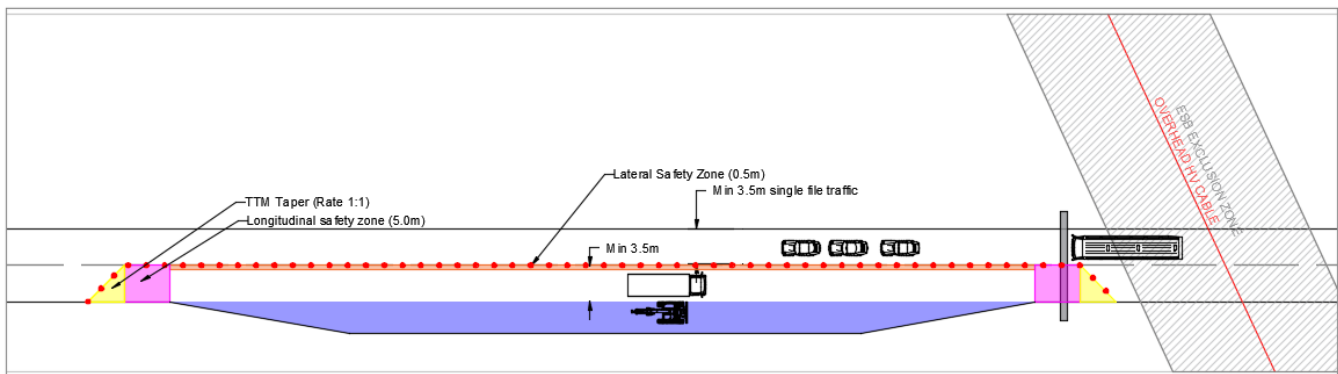 Lateral Safety Zone (0.5m)
Min 3.5m single file traffic
TTM Taper (Rate 1:1)
Longitudinal safety zone (5.0m)
Min 3.5m
ESB EXCLUSION ZONE
OVERHEAD HV CABLE